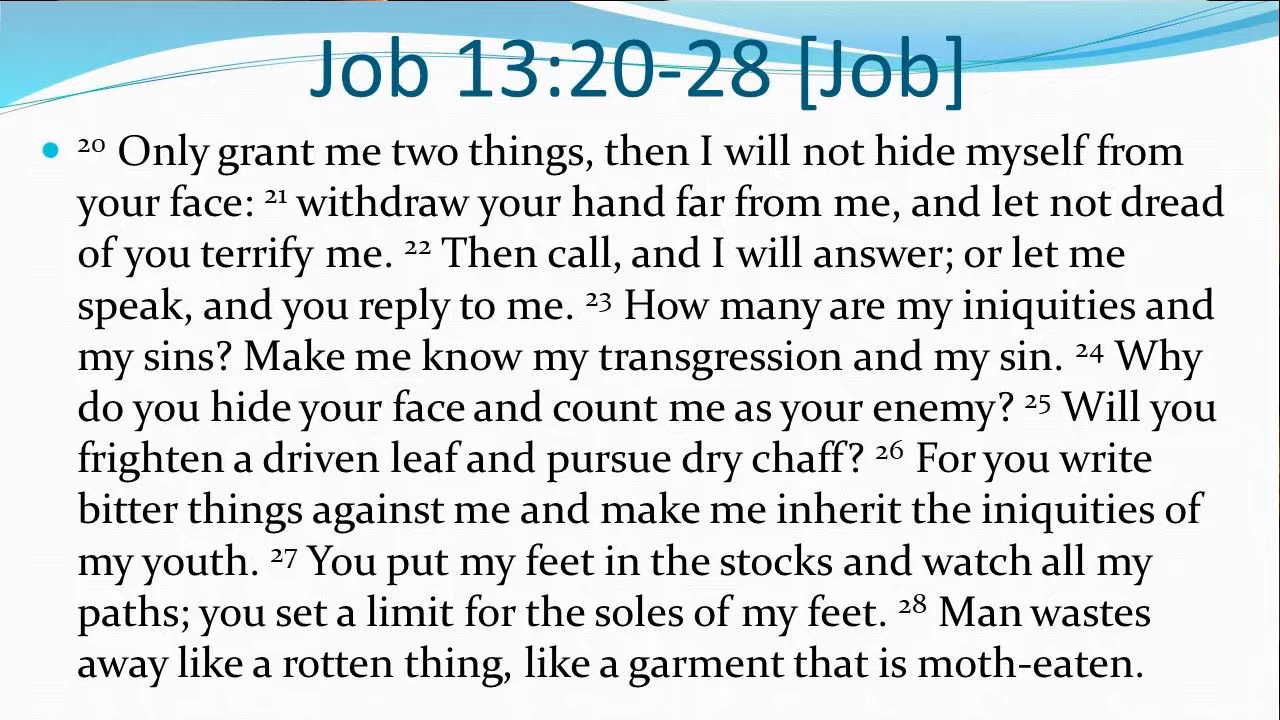 Job 13:20-28 [Job]
• ²⁰ Only grant me two things, then I will not hide myself from
your face: ²¹ withdraw your hand far from me, and let not dread
of you terrify me. ²² Then call, and I will answer; or let me
speak, and you reply to me. ²³ How many are my iniquities and
my sins? Make me know my transgression and my sin. ²⁴ Why
do you hide your face and count me as your enemy? ²⁵ Will you
frighten a driven leaf and pursue dry chaff? ²⁶ For you write
bitter things against me and make me inherit the iniquities of
my youth. ²⁷ You put my feet in the stocks and watch all my
paths; you set a limit for the soles of my feet. ²⁸ Man wastes
away like a rotten thing, like a garment that is moth-eaten.